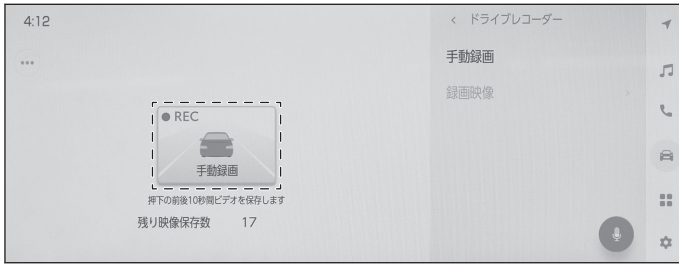 4:12
ドライブレコーダー
手動録画
録画映像
REC
手動録画
押下の前後10秒間ビデオを保存します
残り映像保存数 17